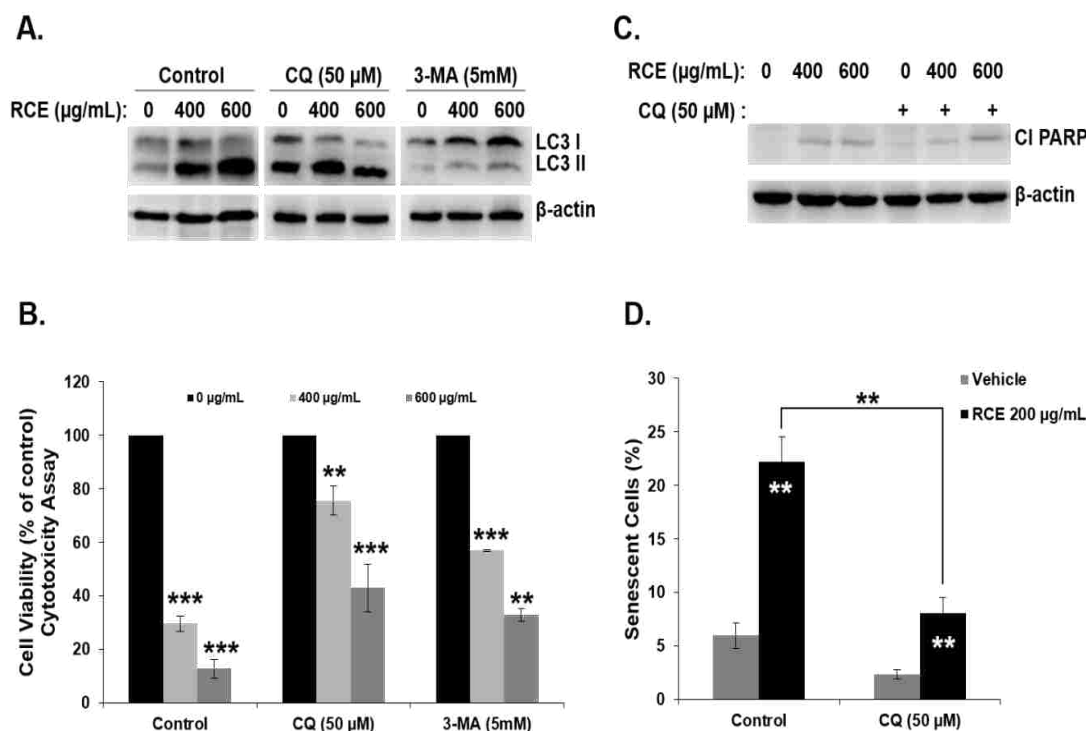 A.
Control CQ (50 µM) 3-MA (5mM)
RCE (µg/mL): 0 400 600 0 400 600 0 400 600
LC3 I
LC3 II
β-actin
C.
RCE (µg/mL): 0 400 600 0 400 600
CQ (50 µM) : + + +
Cl PARP
β-actin
B.
Cell Viability (% of control)
Cytotoxicity Assay
120
100
80
60
40
20
0
0 µg/mL 400 µg/mL 600 µg/mL
*** *** ** *** *** **
Control CQ (50 µM) 3-MA (5mM)
D.
Senescent Cells (%)
30
25
20
15
10
5
0
Vehicle
RCE 200 µg/mL
**
** **
Control CQ (50 µM)